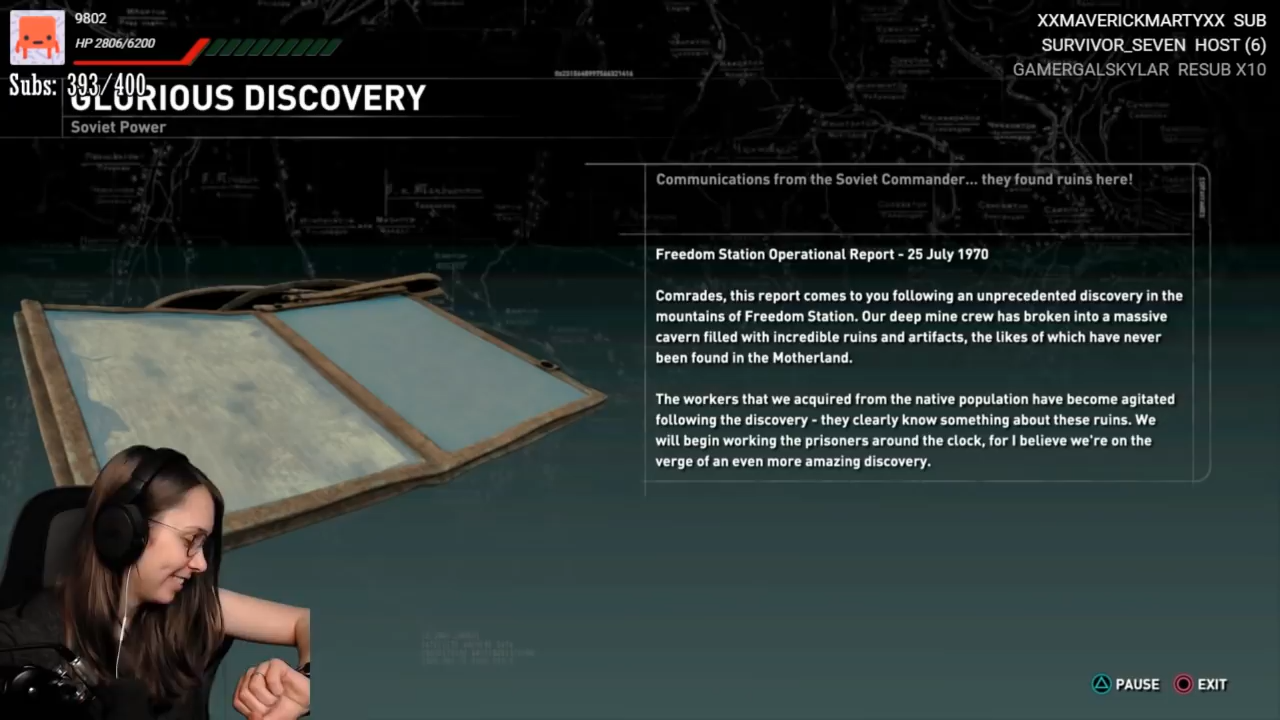 9802
HP 2806/6200
Subs: 393/400
XXMAVERICKMARTYXX SUB
SURVIVOR_SEVEN HOST (6)
GAMERGALSKYLAR RESUB X10
GLORIOUS DISCOVERY
Soviet Power
Communications from the Soviet Commander... they found ruins here!
Freedom Station Operational Report - 25 July 1970
Comrades, this report comes to you following an unprecedented discovery in the
mountains of Freedom Station. Our deep mine crew has broken into a massive
cavern filled with incredible ruins and artifacts, the likes of which have never
been found in the Motherland.
The workers that we acquired from the native population have become agitated
following the discovery - they clearly know something about these ruins. We
will begin working the prisoners around the clock, for I believe we're on the
verge of an even more amazing discovery.
PAUSE
EXIT